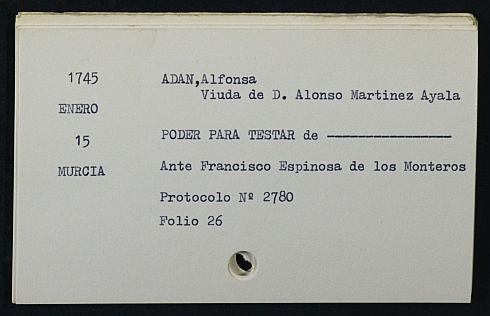 1745 ADAN,Alfonsa
Viuda de D. Alonso Martinez Ayala
ENERO
15 PODER PARA TESTAR de ----------------
MURCIA Ante Francisco Espinosa de los Monteros
Protocolo Nº 2780
Folio 26